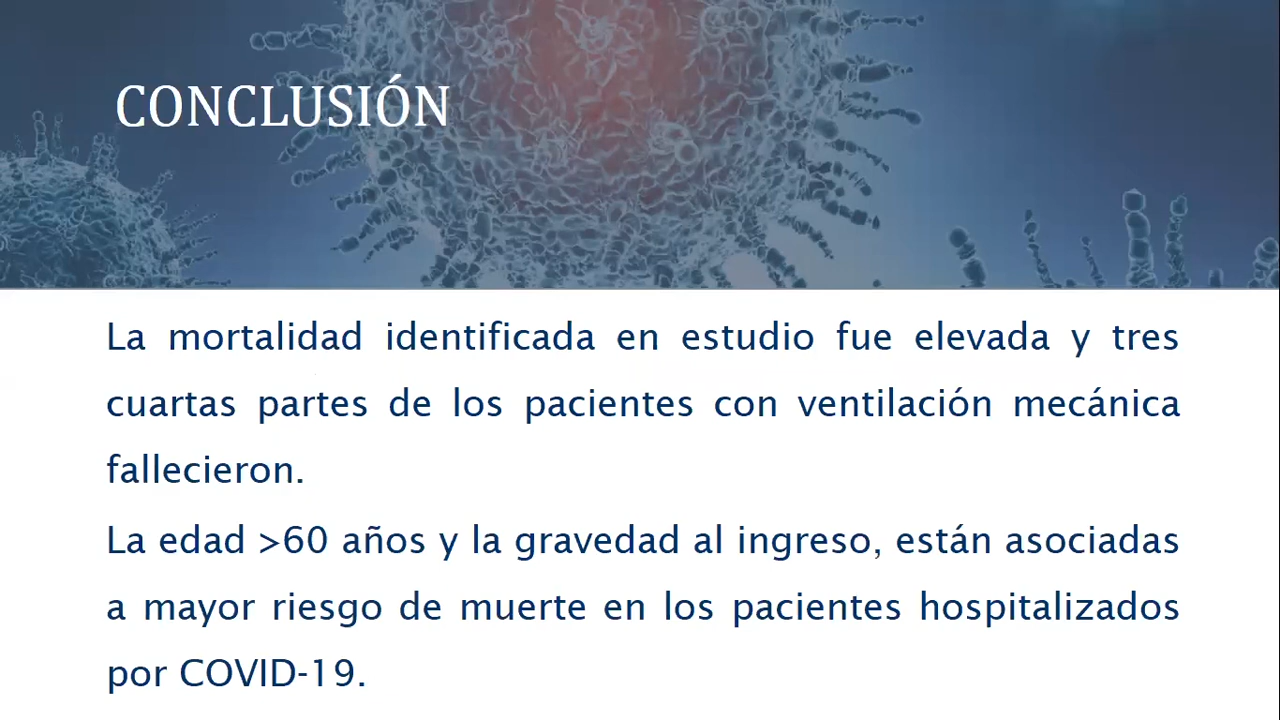 CONCLUSIÓN
La mortalidad identificada en estudio fue elevada y tres
cuartas partes de los pacientes con ventilación mecánica
fallecieron.
La edad >60 años y la gravedad al ingreso, están asociadas
a mayor riesgo de muerte en los pacientes hospitalizados
por COVID-19.